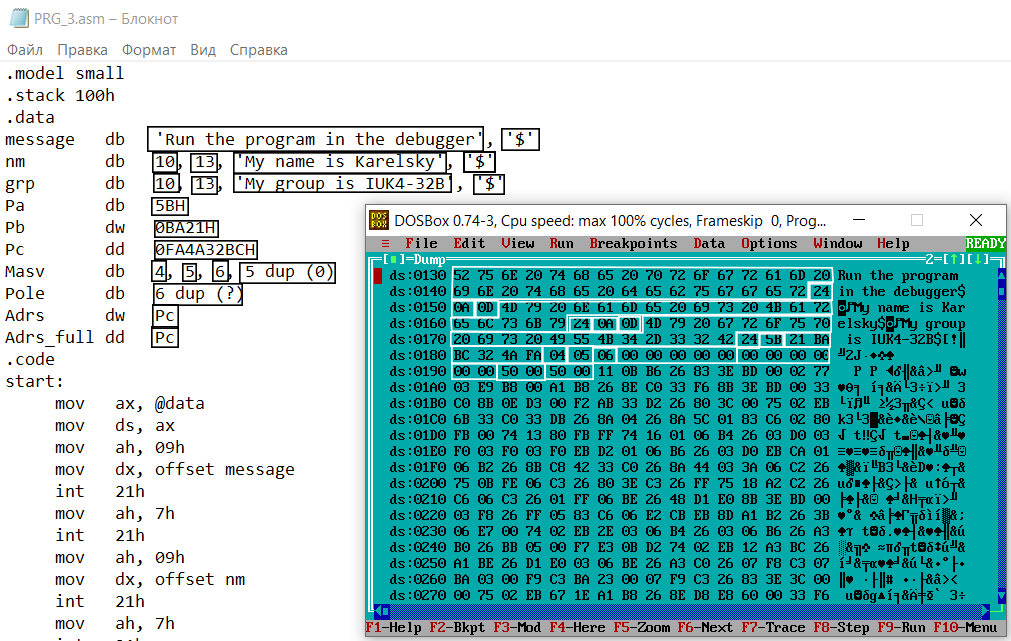 PRG_3.asm – Блокнот
Файл Правка Формат Вид Справка
.model small
.stack 100h
.data
message db 'Run the program in the debugger', '$'
nm db 10, 13, 'My name is Karelsky', '$'
grp db 10, 13, 'My group is IUK4-32B', '$'
Pa db 5BH
Pb dw 0BA21H
Pc dd 0FA4A32BCH
Masv db 4, 5, 6, 5 dup (0)
Pole db 6 dup (?)
Adrs dw Pc
Adrs_full dd Pc
.code
start:
mov ax, @data
mov ds, ax
mov ah, 09h
mov dx, offset message
int 21h
mov ah, 7h
int 21h
mov ah, 09h
mov dx, offset nm
int 21h
mov ah, 7h
DOSBox 0.74-3, Cpu speed: max 100% cycles, Frameskip 0, Prog...
≡ File Edit View Run Breakpoints Data Options Window Help READY
[■]=Dump 2=[↑][↓]
ds:0130 52 75 6E 20 74 68 65 20 70 72 6F 67 72 61 6D 20 Run the program
ds:0140 69 6E 20 74 68 65 20 64 65 62 75 67 67 65 72 24 in the debugger$
ds:0150 0A 0D 4D 79 20 6E 61 6D 65 20 69 73 20 4B 61 72 My name is Kar
ds:0160 65 6C 73 6B 79 24 0A 0D 4D 79 20 67 72 6F 75 70 elsky$ My group
ds:0170 20 69 73 20 49 55 4B 34 2D 33 32 42 24 5B 21 BA is IUK4-32B$[!║
ds:0180 BC 32 4A FA 04 05 06 00 00 00 00 00 00 00 00 00 ╝2J·♦♣♠
ds:0190 00 00 50 00 50 00 11 0B B6 26 83 3E BD 00 02 77
ds:01A0 03 E9 B8 00 A1 B8 26 8E C0 33 F6 8B 3E BD 00 33
ds:01B0 C0 8B 0E D3 00 F2 AB 33 D2 26 80 3C 00 75 02 EB
ds:01C0 6B 33 C0 33 DB 26 8A 04 26 8A 5C 01 83 C6 02 80
ds:01D0 FB 00 74 13 80 FB FF 74 16 01 06 B4 26 03 D0 03
ds:01E0 F0 03 F0 03 F0 EB D2 01 06 B6 26 03 D0 EB CA 01
ds:01F0 06 B2 26 8B C8 42 33 C0 26 8A 44 03 3A 06 C2 26
ds:0200 75 0B FE 06 C3 26 80 3E C3 26 FF 75 18 A2 C2 26
ds:0210 C6 06 C3 26 01 FF 06 BE 26 48 D1 E0 8B 3E BD 00
ds:0220 03 F8 26 FF 05 83 C6 06 E2 CB EB 8D A1 B2 26 3B
ds:0230 06 E7 00 74 02 EB 2E 03 06 B4 26 03 06 B6 26 A3
ds:0240 B0 26 BB 05 00 F7 E3 0B D2 74 02 EB 12 A3 BC 26
ds:0250 A1 BE 26 D1 E0 03 06 BE 26 A3 C0 26 07 F8 C3 07
ds:0260 BA 03 00 F9 C3 BA 23 00 07 F9 C3 26 83 3E 3C 00
ds:0270 00 75 02 EB 67 1E A1 B8 26 8E D8 E8 60 00 33 F6
F1-Help F2-Bkpt F3-Mod F4-Here F5-Zoom F6-Next F7-Trace F8-Step F9-Run F10-Menu